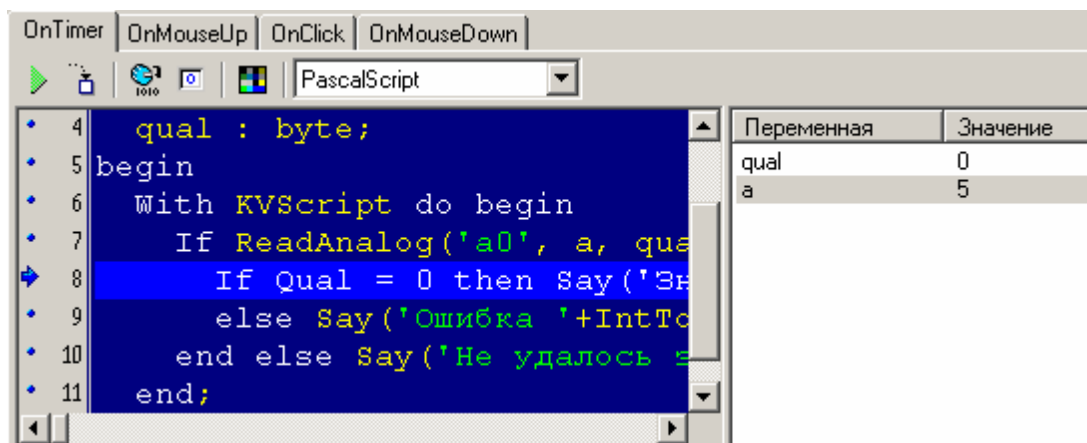 OnTimer OnMouseUp OnClick OnMouseDown
1010 0 PascalScript
4 qual : byte;
5 begin
6 With KVScript do begin
7 If ReadAnalog('a0', a, qua
8 If Qual = 0 then Say('Зн
9 else Say('Ошибка '+IntTo
10 end else Say('Не удалось
11 end;
Переменная Значение
qual 0
a 5